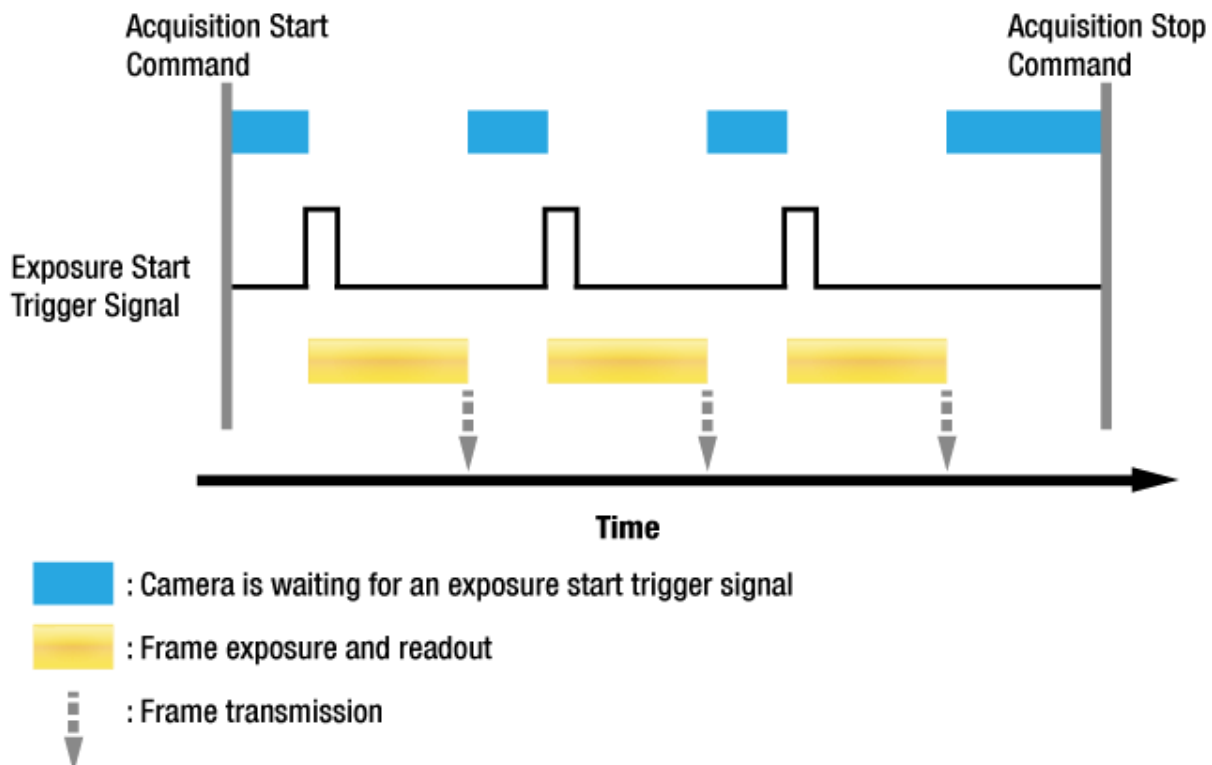 Acquisition Start
Command
Acquisition Stop
Command
Exposure Start
Trigger Signal
Time
: Camera is waiting for an exposure start trigger signal
: Frame exposure and readout
: Frame transmission